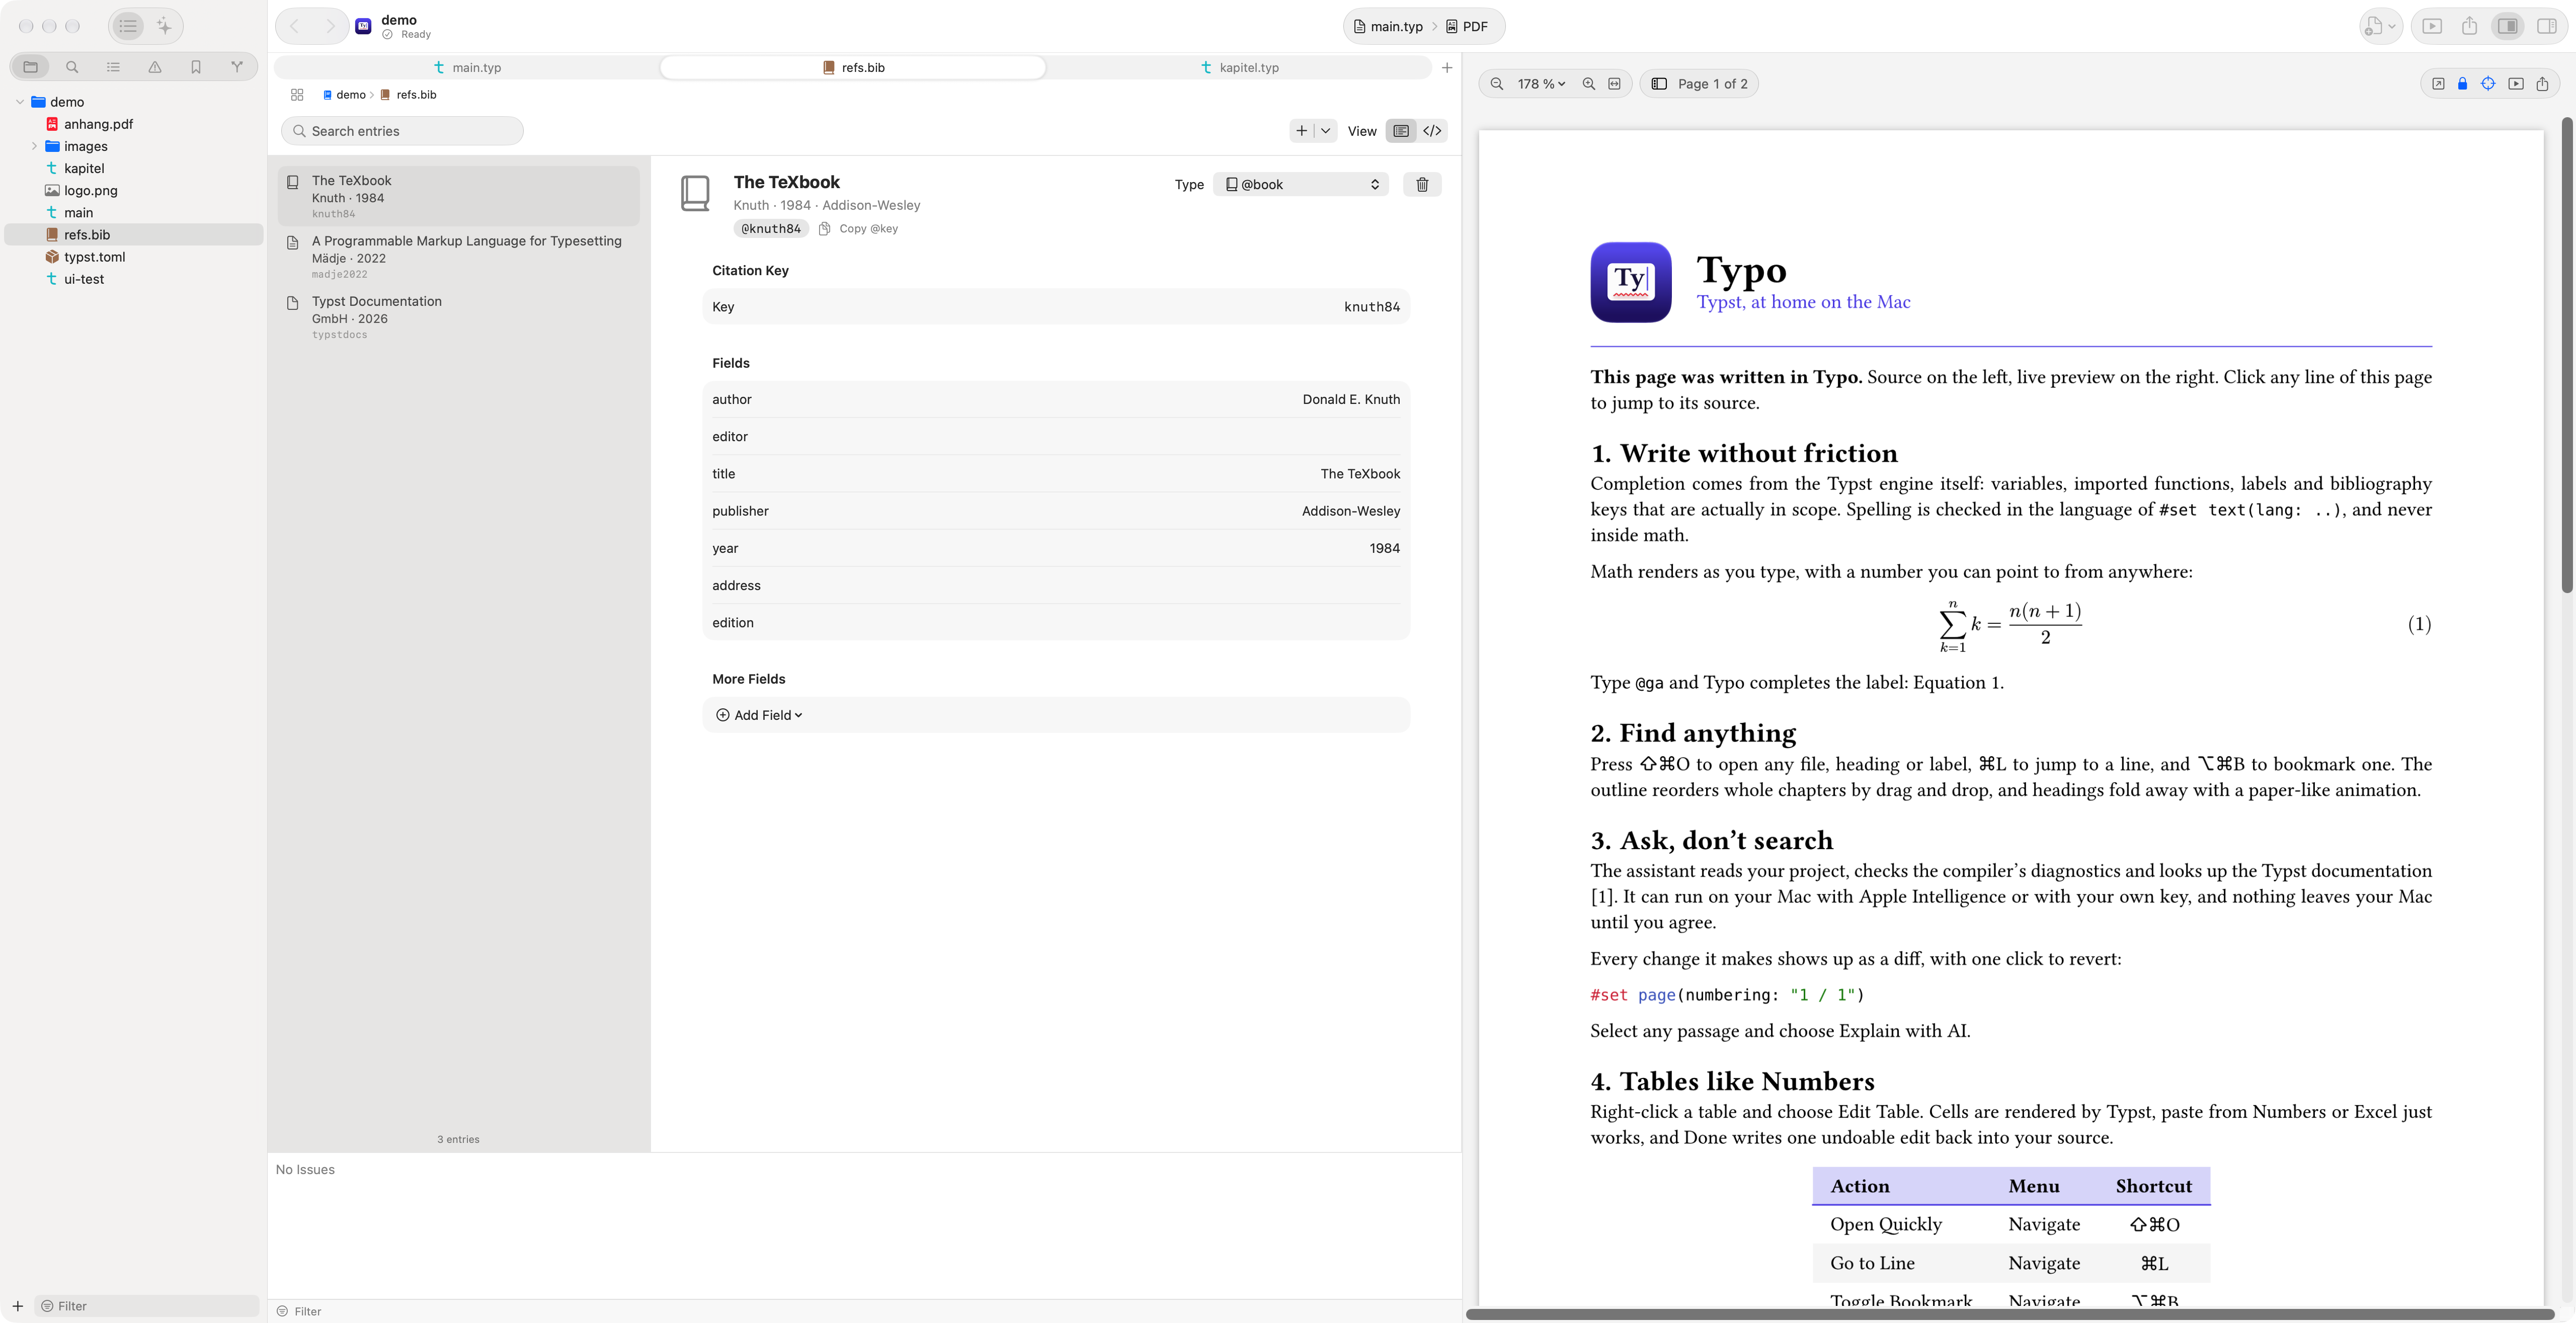 demo
Ready
main.typ
PDF
main.typ
refs.bib
kapitel.typ
demo
refs.bib
Search entries
View
demo
anhang.pdf
images
kapitel
logo.png
main
refs.bib
typst.toml
ui-test
Filter
The TeXbook
Knuth · 1984
knuth84
A Programmable Markup Language for Typesetting
Mädje · 2022
madje2022
Typst Documentation
GmbH · 2026
typstdocs
3 entries
The TeXbook
Knuth · 1984 · Addison-Wesley
@knuth84 Copy @key
Type @book
Citation Key
Key knuth84
Fields
author Donald E. Knuth
editor
title The TeXbook
publisher Addison-Wesley
year 1984
address
edition
More Fields
Add Field
No Issues
Filter
178 %
Page 1 of 2
Ty
Typo
Typst, at home on the Mac
This page was written in Typo. Source on the left, live preview on the right. Click any line of this page
to jump to its source.
1. Write without friction
Completion comes from the Typst engine itself: variables, imported functions, labels and bibliography
keys that are actually in scope. Spelling is checked in the language of #set text(lang: ..), and never
inside math.
Math renders as you type, with a number you can point to from anywhere:
n
∑ k = n(n + 1) / 2 (1)
k=1
Type @ga and Typo completes the label: Equation 1.
2. Find anything
Press ⇧⌘O to open any file, heading or label, ⌘L to jump to a line, and ⌥⌘B to bookmark one. The
outline reorders whole chapters by drag and drop, and headings fold away with a paper-like animation.
3. Ask, don’t search
The assistant reads your project, checks the compiler’s diagnostics and looks up the Typst documentation
[1]. It can run on your Mac with Apple Intelligence or with your own key, and nothing leaves your Mac
until you agree.
Every change it makes shows up as a diff, with one click to revert:
#set page(numbering: "1 / 1")
Select any passage and choose Explain with AI.
4. Tables like Numbers
Right-click a table and choose Edit Table. Cells are rendered by Typst, paste from Numbers or Excel just
works, and Done writes one undoable edit back into your source.
Action Menu Shortcut
Open Quickly Navigate ⇧⌘O
Go to Line Navigate ⌘L
Toggle Bookmark Navigate ⌥⌘B